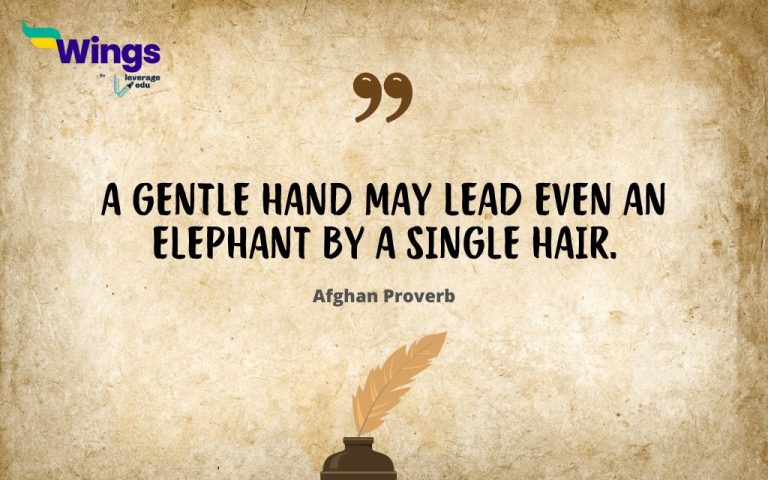 Wings
by leverage
edu
”
A GENTLE HAND MAY LEAD EVEN AN
ELEPHANT BY A SINGLE HAIR.
Afghan Proverb